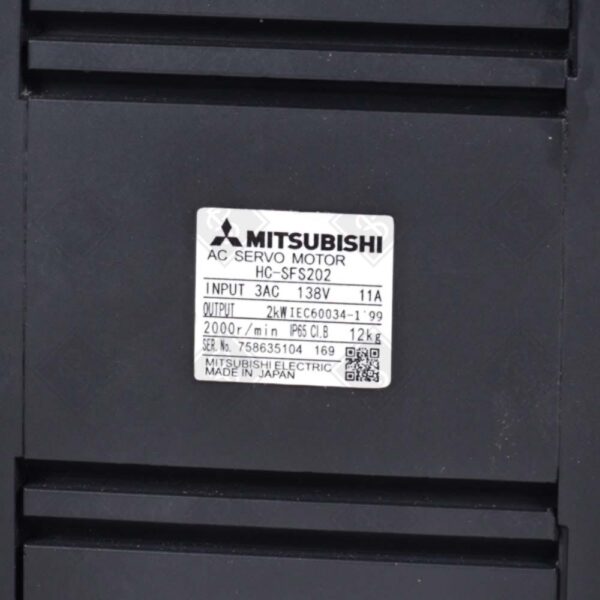 MITSUBISHI
AC SERVO MOTOR
HC-SFS202
INPUT 3AC 138V 11A
OUTPUT 2kW IEC60034-1'99
2000r/min IP65 Cl.B 12kg
SER.No. 758635104 169
MITSUBISHI ELECTRIC
MADE IN JAPAN